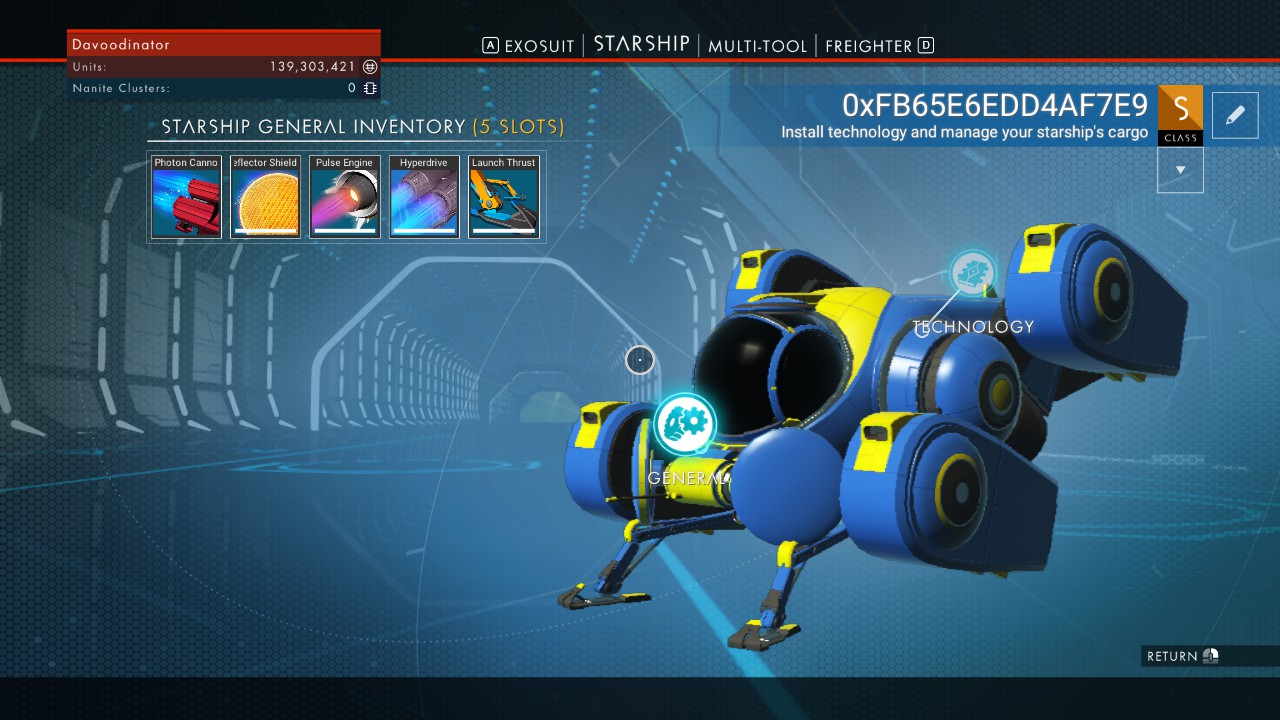 Davoodinator
Units: 139,303,421
Nanite Clusters: 0
A EXOSUIT STARSHIP MULTI-TOOL FREIGHTER D
0xFB65E6EDD4AF7E9
Install technology and manage your starship's cargo
S
CLASS
STARSHIP GENERAL INVENTORY (5 SLOTS)
Photon Canno eflector Shield Pulse Engine Hyperdrive Launch Thrust
TECHNOLOGY
GENERAL
RETURN